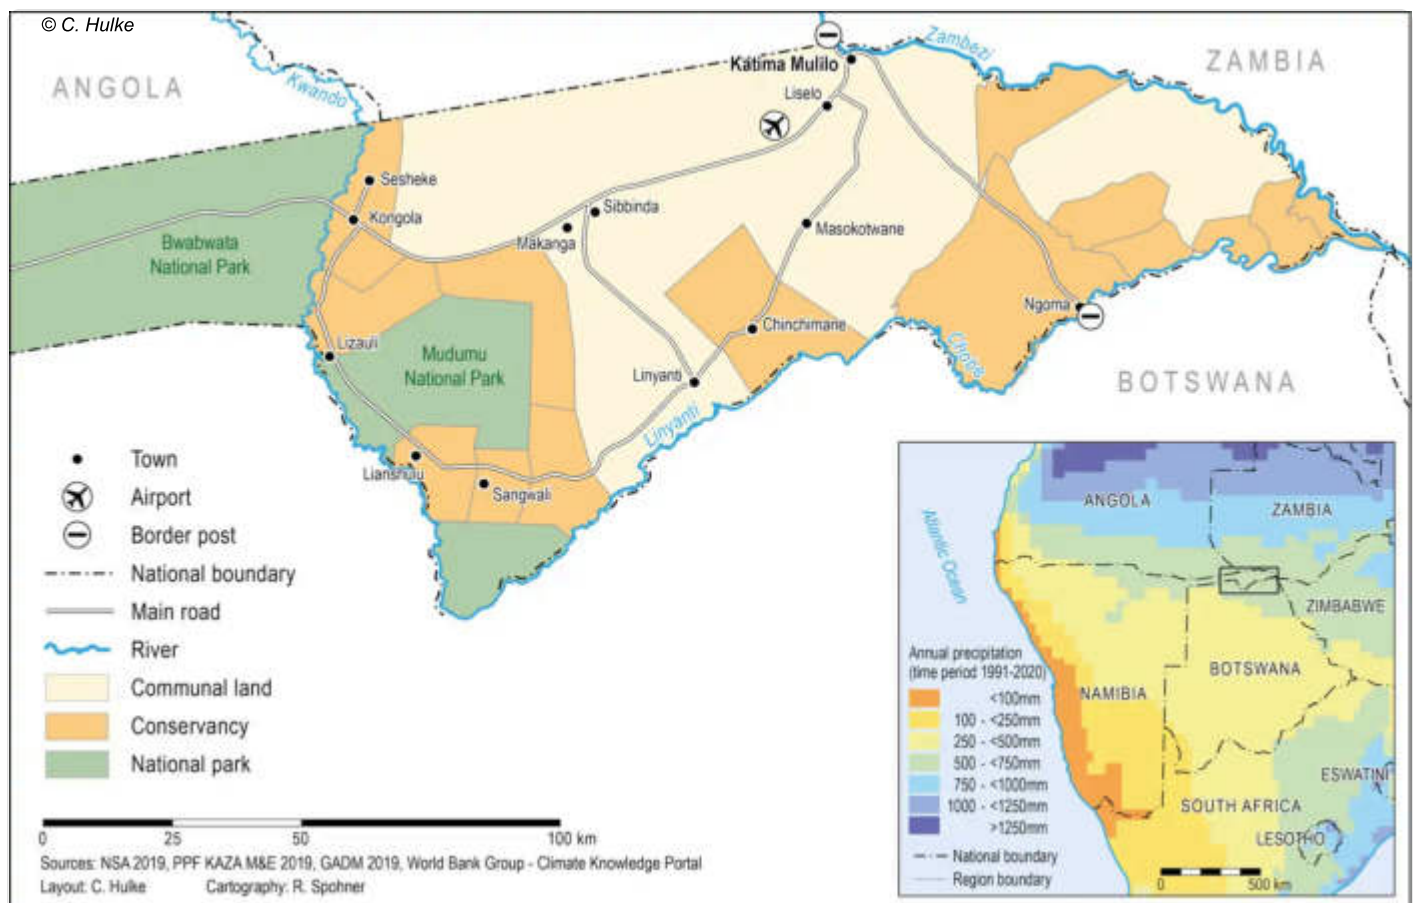 © C. Hulke
ANGOLA
Kwando
Zambezi
ZAMBIA
Katima Mulilo
Liselo
Sesheke
Kongola
Sibbinda
Makanga
Masokotwane
Bwabwata
National Park
Ngoma
Chinchimane
Chobe
Lizauli
Mudumu
National Park
Linyanti
Linyanti
BOTSWANA
Lianshulu
Sangwali
Town
Airport
Border post
National boundary
Main road
River
Communal land
Conservancy
National park
0 25 50 100 km
Sources: NSA 2019, PPF KAZA M&E 2019, GADM 2019, World Bank Group - Climate Knowledge Portal
Layout: C. Hulke Cartography: R. Spohner
ANGOLA
ZAMBIA
Atlantic Ocean
ZIMBABWE
BOTSWANA
NAMIBIA
ESWATINI
SOUTH AFRICA
LESOTHO
Annual precipitation
(time period 1991-2020)
<100mm
100 - <250mm
250 - <500mm
500 - <750mm
750 - <1000mm
1000 - <1250mm
>1250mm
National boundary
Region boundary
0 500 km